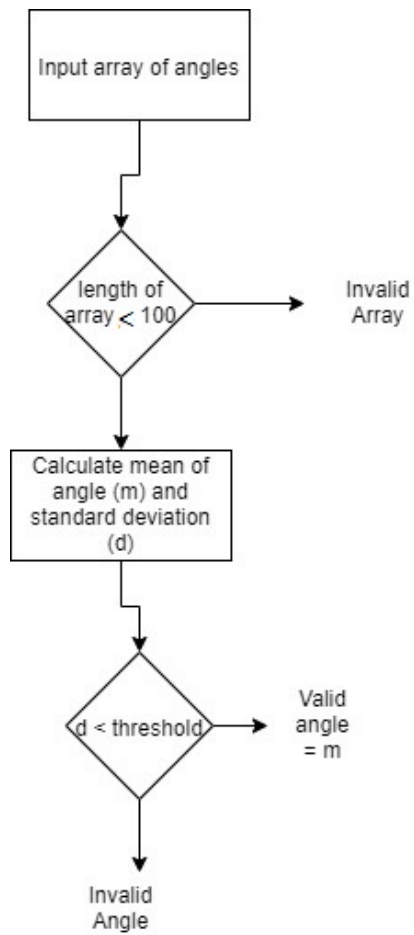 Input array of angles
length of
array < 100
Invalid
Array
Calculate mean of
angle (m) and
standard deviation
(d)
d < threshold
Valid
angle
= m
Invalid
Angle